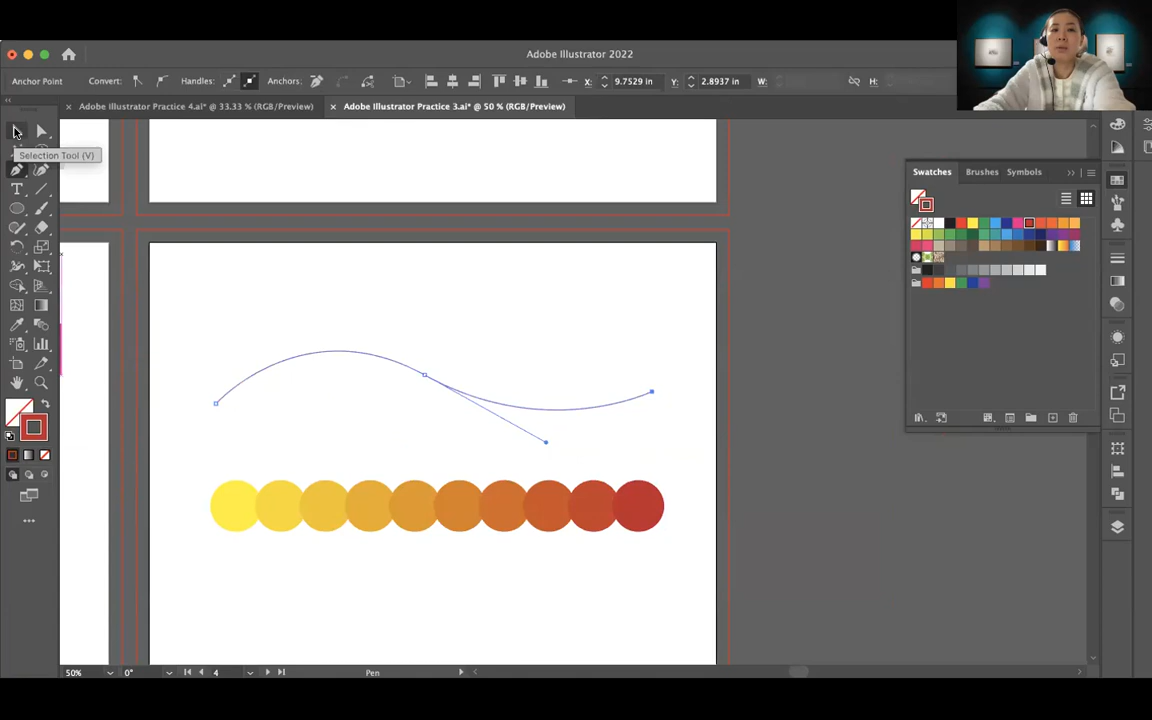 Adobe Illustrator 2022
Anchor Point
Convert:
Handles:
Anchors:
X:
9.7529 in
Y:
2.8937 in
W:
H:
Adobe Illustrator Practice 4.ai* @ 33.33 % (RGB/Preview)
Adobe Illustrator Practice 3.ai* @ 50 % (RGB/Preview)
Selection Tool (V)
Swatches
Brushes
Symbols
50%
0°
4
Pen